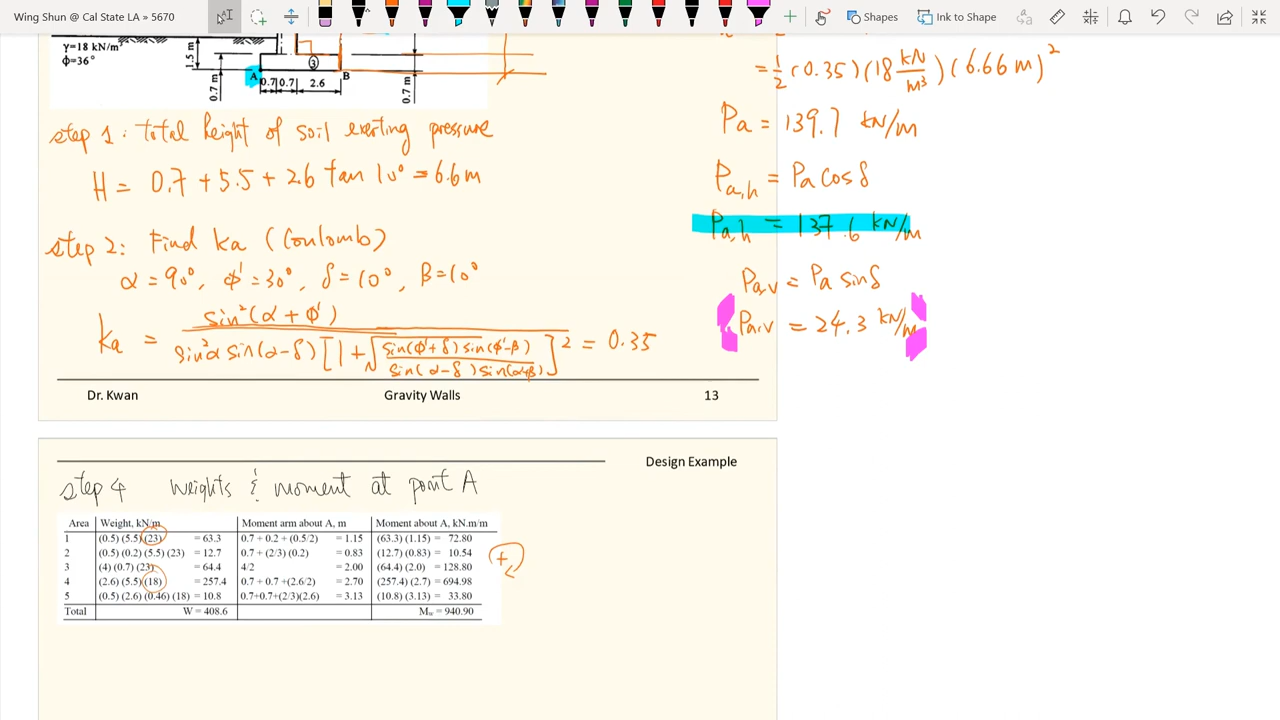 Wing Shun @ Cal State LA » 5670
Shapes
Ink to Shape
γ=18 kN/m³
ϕ=36°
1.5 m
0.7 m
A
0.7 0.7 2.6
B
③
0.7 m
step 1: Total height of soil exerting pressure
H = 0.7 + 5.5 + 2.6 tan 10° = 6.6m
step 2: Find ka (Coulomb)
α = 90°, ϕ' = 30°, δ = 10°, β = 10°
ka = sin²(α + ϕ') / sin²α sin(α-δ) [1 + √(sin(ϕ'+δ) sin(ϕ'-β) / sin(α-δ) sin(α+β))]² = 0.35
= ½ (0.35) (18 kN/m³) (6.66 m)²
Pa = 139.7 kN/m
Pa,h = Pa cosδ
Pa,h = 137.6 kN/m
Pa,v = Pa sinδ
Pa,v = 24.3 kN/m
Dr. Kwan Gravity Walls 13
Design Example
step 4 weights & moment at point A
Area Weight, kN/m Moment arm about A, m Moment about A, kN.m/m
1 (0.5) (5.5) (23) = 63.3 0.7 + 0.2 + (0.5/2) = 1.15 (63.3) (1.15) = 72.80
2 (0.5) (0.2) (5.5) (23) = 12.7 0.7 + (2/3) (0.2) = 0.83 (12.7) (0.83) = 10.54
3 (4) (0.7) (23) = 64.4 4/2 = 2.00 (64.4) (2.0) = 128.80
4 (2.6) (5.5) (18) = 257.4 0.7 + 0.7 +(2.6/2) = 2.70 (257.4) (2.7) = 694.98
5 (0.5) (2.6) (0.46) (18) = 10.8 0.7+0.7+(2/3)(2.6) = 3.13 (10.8) (3.13) = 33.80
Total W = 408.6 Mw = 940.90
+